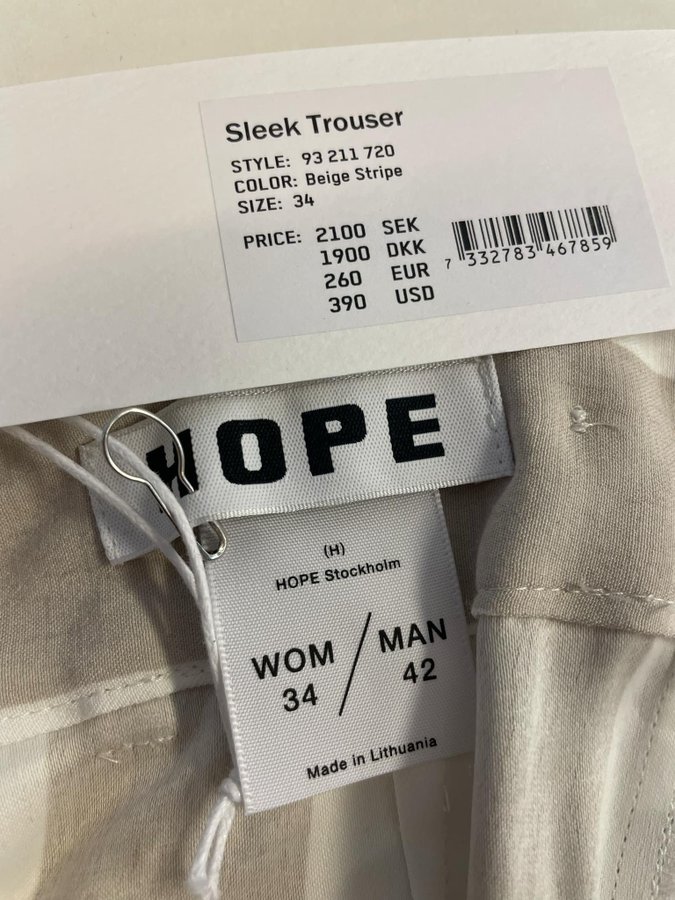 Sleek Trouser
STYLE: 93 211 720
COLOR: Beige Stripe
SIZE: 34
PRICE: 2100 SEK
1900 DKK
260 EUR
390 USD
7 332783 467859
HOPE
(H)
HOPE Stockholm
WOM / MAN
34 42
Made in Lithuania